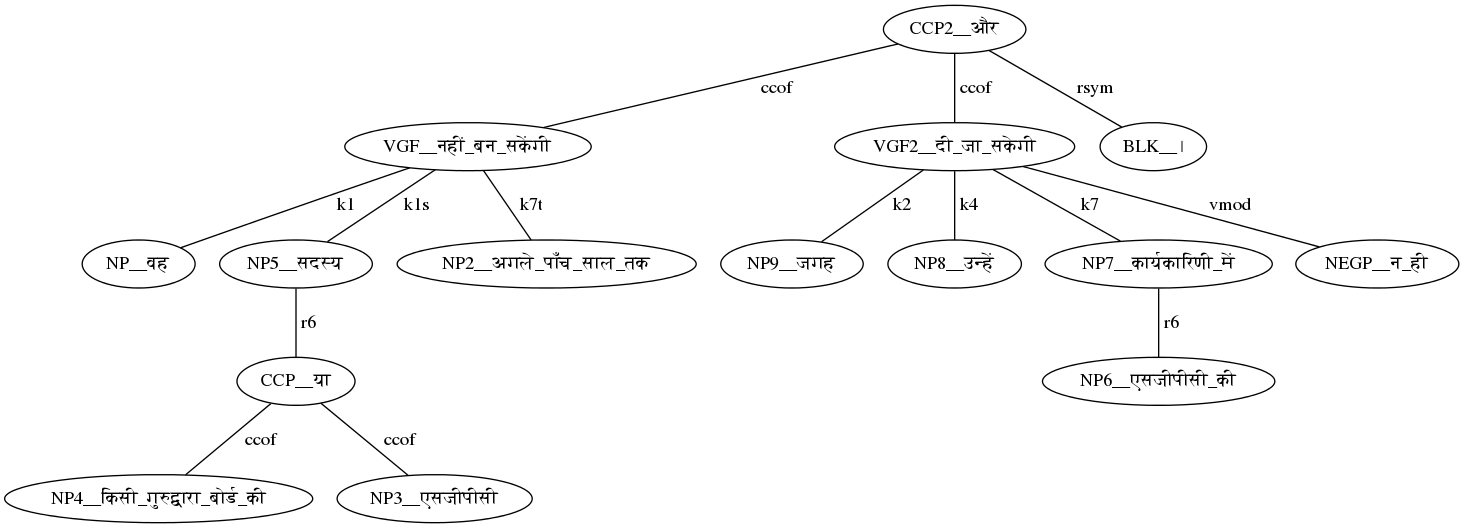 CCP2__और
ccof ccof rsym
VGF__नहीं_बन_सकेंगी VGF2__दी_जा_सकेगी BLK__।
k1 k1s k7t k2 k4 k7 vmod
NP__वह NP5__सदस्य NP2__अगले_पाँच_साल_तक NP9__जगह NP8__उन्हें NP7__कार्यकारिणी_में NEGP__न_ही
r6 r6
CCP__या NP6__एसजीपीसी_की
ccof ccof
NP4__किसी_गुरुद्वारा_बोर्ड_की NP3__एसजीपीसी